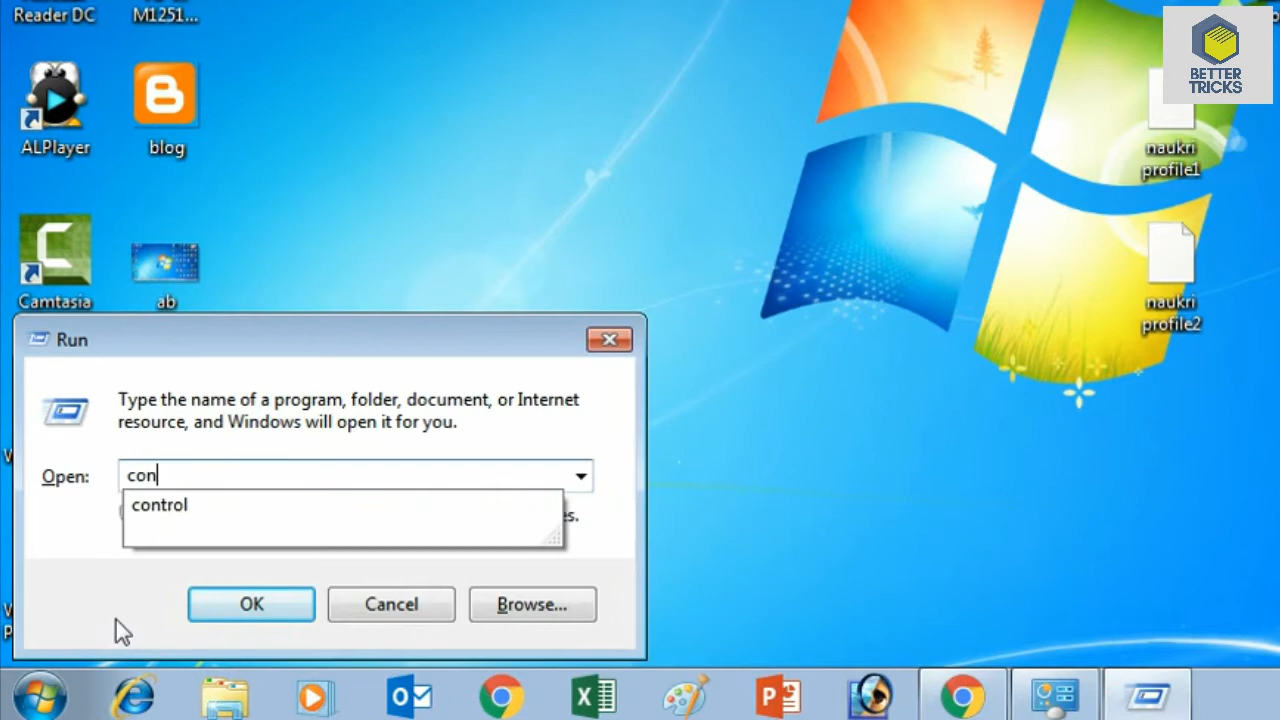 Reader DC
M1251...
BETTER
TRICKS
ALPlayer
blog
naukri
profile1
Camtasia
ab
naukri
profile2
Run
Type the name of a program, folder, document, or Internet
resource, and Windows will open it for you.
Open:
con
control
es.
OK
Cancel
Browse...